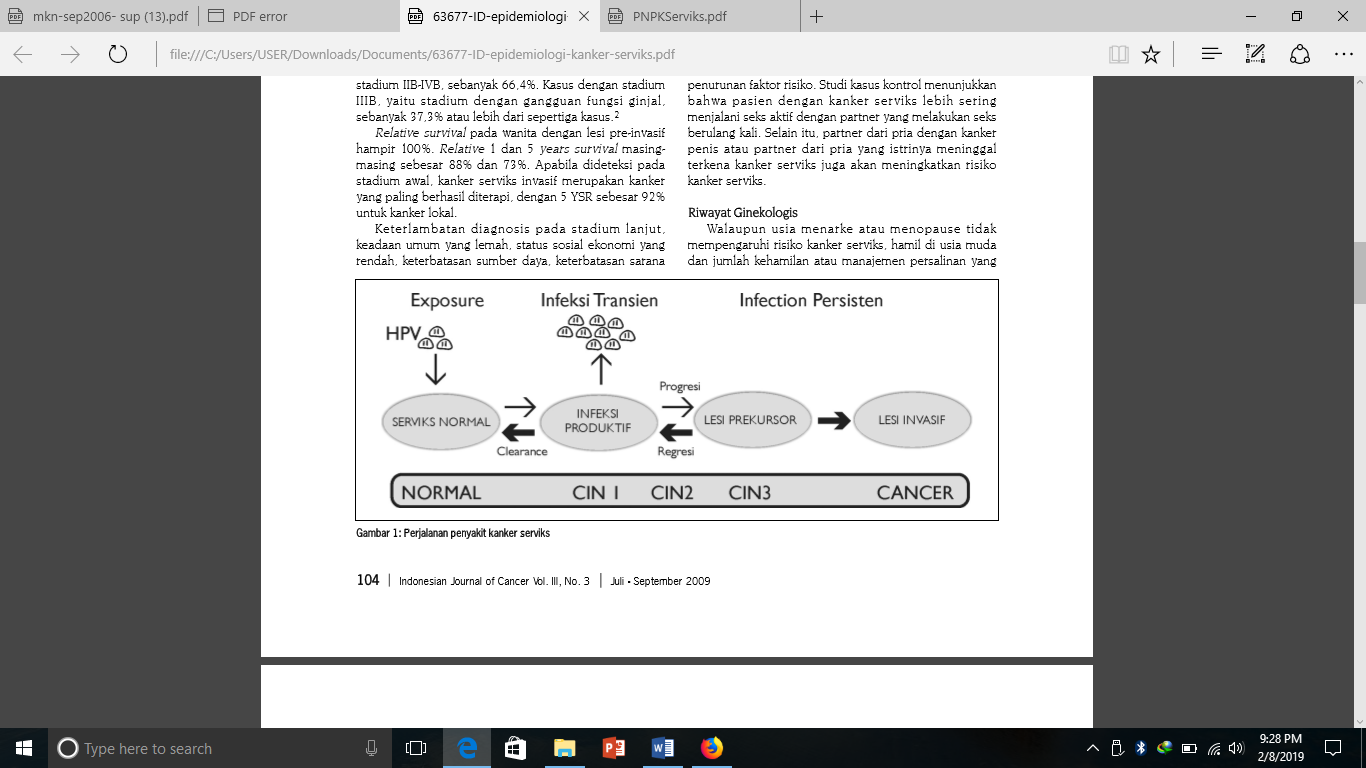 mkn-sep2006- sup (13).pdf
PDF error
63677-ID-epidemiologi-
PNPKServiks.pdf
file:///C:/Users/USER/Downloads/Documents/63677-ID-epidemiologi-kanker-serviks.pdf
stadium IIB-IVB, sebanyak 66,4%. Kasus dengan stadium
IIIB, yaitu stadium dengan gangguan fungsi ginjal,
sebanyak 37,3% atau lebih dari sepertiga kasus.2
Relative survival pada wanita dengan lesi pre-invasif
hampir 100%. Relative 1 dan 5 years survival masing-
masing sebesar 88% dan 73%. Apabila dideteksi pada
stadium awal, kanker serviks invasif merupakan kanker
yang paling berhasil diterapi, dengan 5 YSR sebesar 92%
untuk kanker lokal.
Keterlambatan diagnosis pada stadium lanjut,
keadaan umum yang lemah, status sosial ekonomi yang
rendah, keterbatasan sumber daya, keterbatasan sarana
penurunan faktor risiko. Studi kasus kontrol menunjukkan
bahwa pasien dengan kanker serviks lebih sering
menjalani seks aktif dengan partner yang melakukan seks
berulang kali. Selain itu, partner dari pria dengan kanker
penis atau partner dari pria yang istrinya meninggal
terkena kanker serviks juga akan meningkatkan risiko
kanker serviks.
Riwayat Ginekologis
Walaupun usia menarke atau menopause tidak
mempengaruhi risiko kanker serviks, hamil di usia muda
dan jumlah kehamilan atau manajemen persalinan yang
Exposure
Infeksi Transien
Infection Persisten
HPV
Progresi
SERVIKS NORMAL
INFEKSI
PRODUKTIF
LESI PREKURSOR
LESI INVASIF
Clearance
Regresi
NORMAL
CIN 1
CIN2
CIN3
CANCER
Gambar 1: Perjalanan penyakit kanker serviks
104 | Indonesian Journal of Cancer Vol. III, No. 3 | Juli • September 2009
Type here to search
9:28 PM
2/8/2019